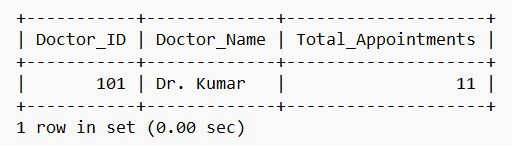 +-----------+-------------+--------------------+
| Doctor_ID | Doctor_Name | Total_Appointments |
+-----------+-------------+--------------------+
|       101 | Dr. Kumar   |                 11 |
+-----------+-------------+--------------------+
1 row in set (0.00 sec)